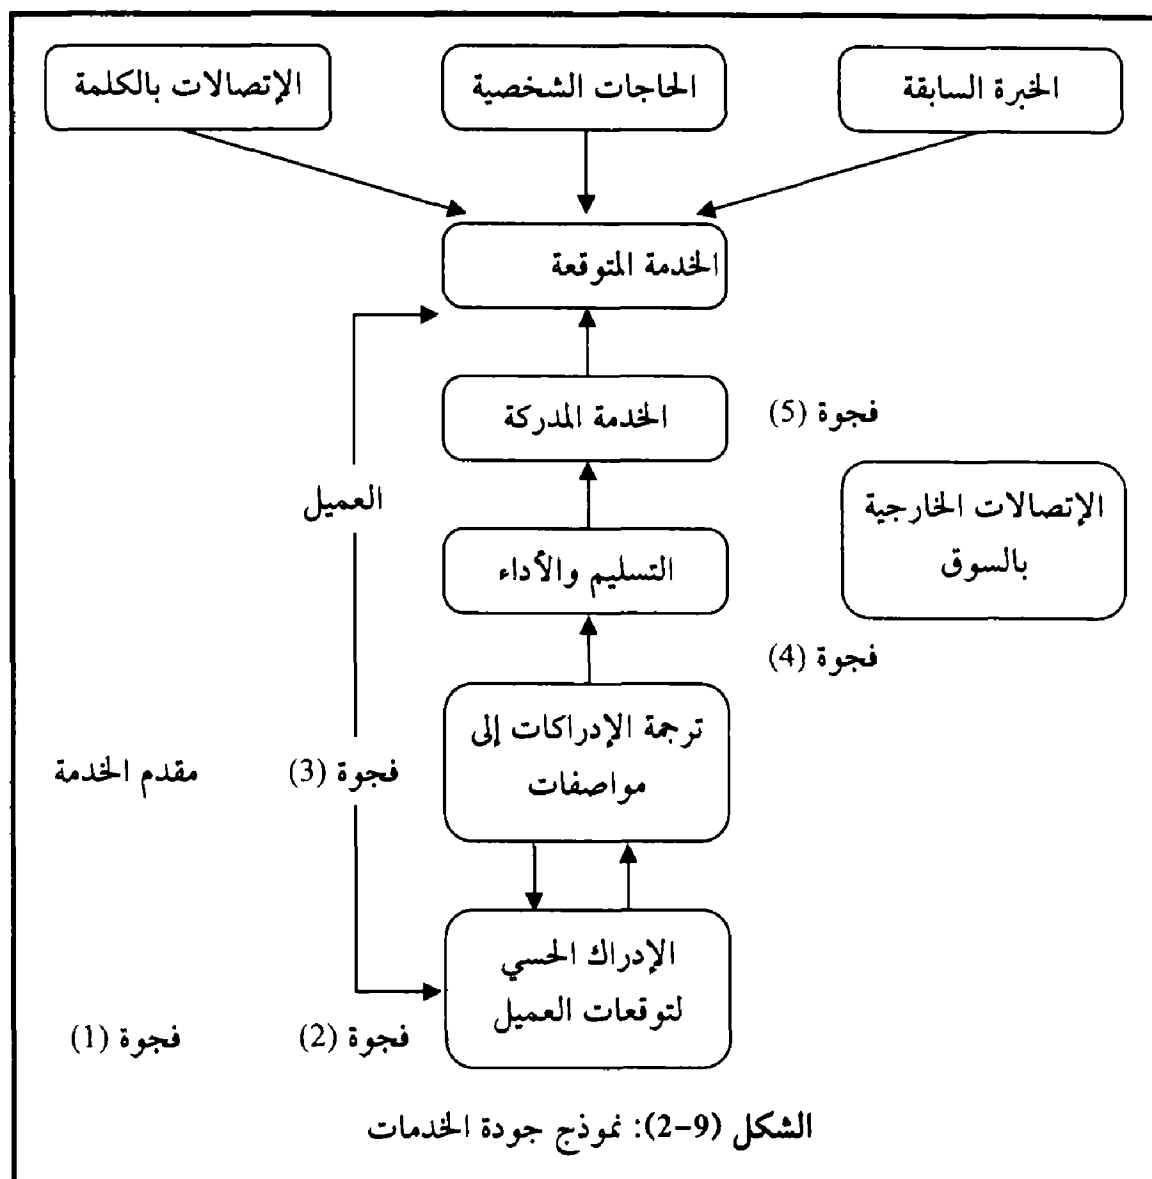 الخبرة السابقة
الحاجات الشخصية
الإتصالات بالكلمة
الخدمة المتوقعة
الخدمة المدركة
فجوة (5)
العميل
الإتصالات الخارجية
بالسوق
التسليم والأداء
فجوة (4)
ترجمة الإدراكات إلى
مواصفات
فجوة (3)
مقدم الخدمة
الإدراك الحسي
لتوقعات العميل
فجوة (2)
فجوة (1)
الشكل (9-2): نموذج جودة الخدمات